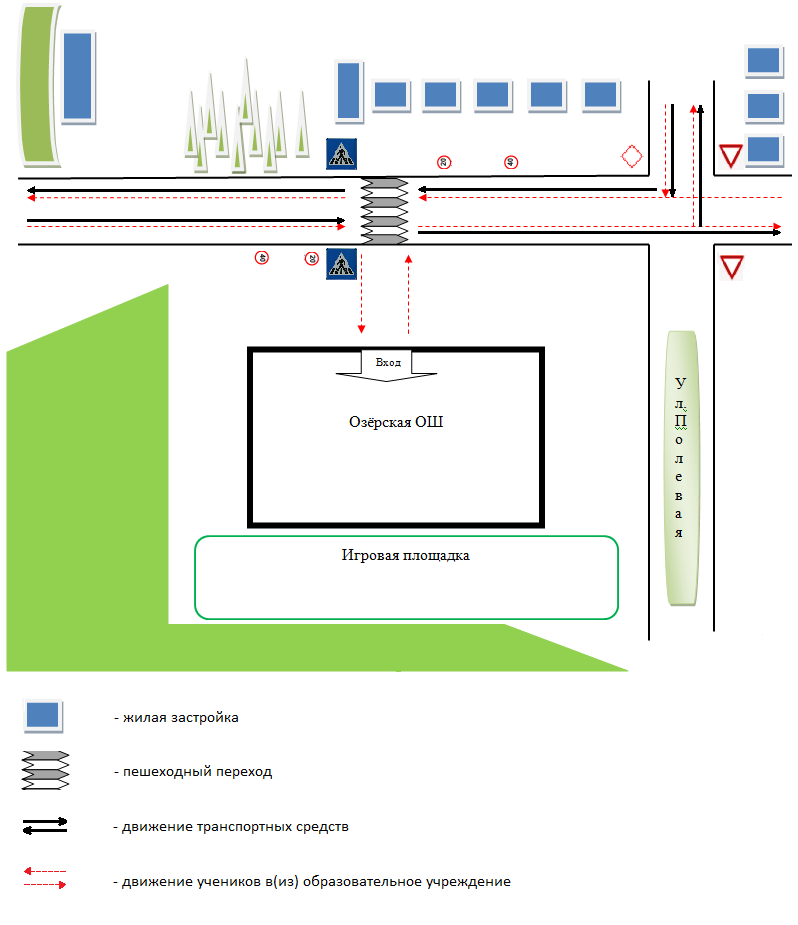 20
40
40
20
Вход
Озёрская ОШ
Ул.Полевая
Игровая площадка
- жилая застройка
- пешеходный переход
- движение транспортных средств
- движение учеников в(из) образовательное учреждение